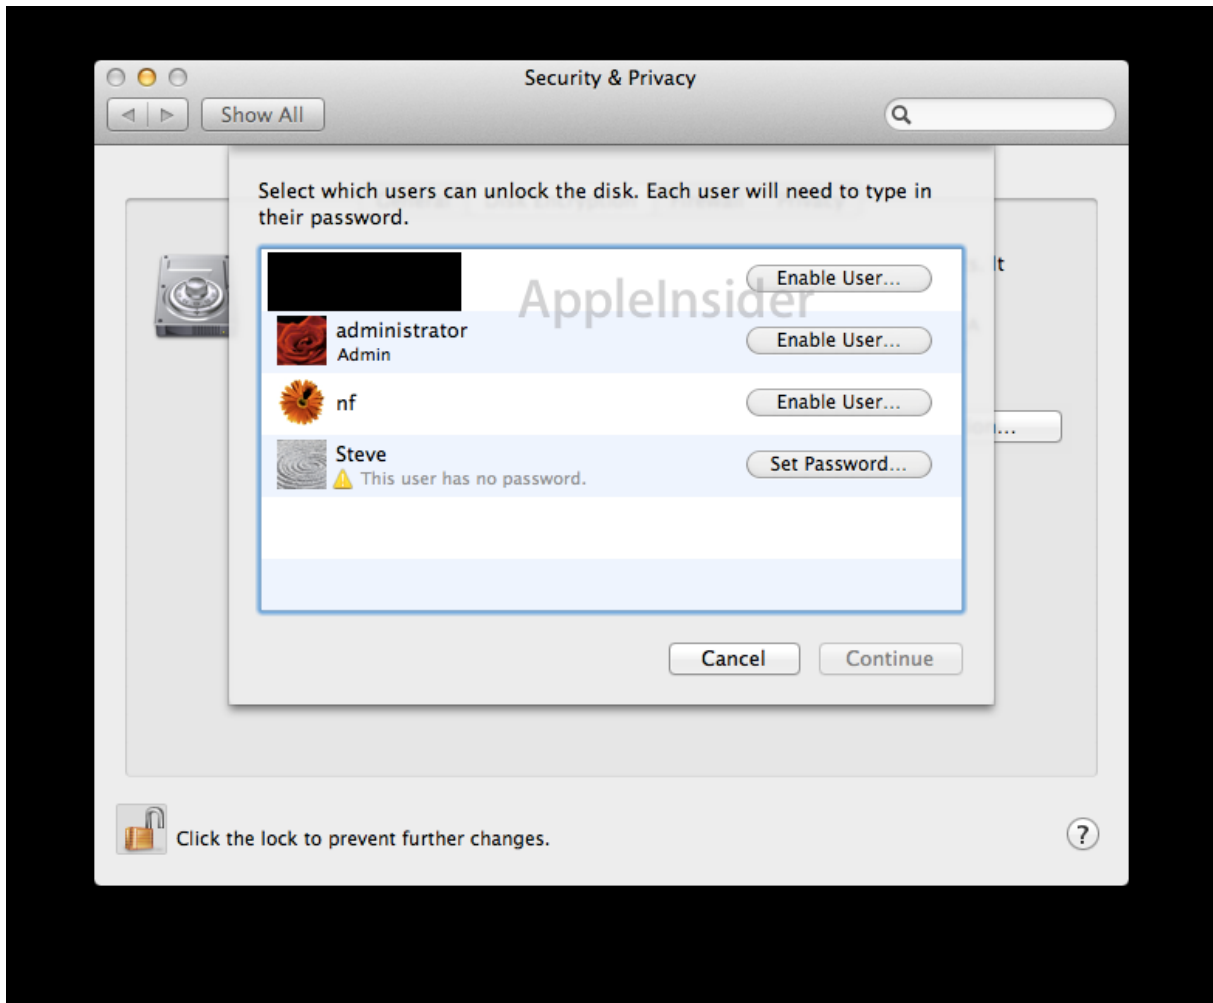 Security & Privacy
Show All
Select which users can unlock the disk. Each user will need to type in
their password.
It
Enable User...
AppleInsider
administrator
Admin
Enable User...
nf
Enable User...
...
Steve
This user has no password.
Set Password...
Cancel
Continue
Click the lock to prevent further changes.
?